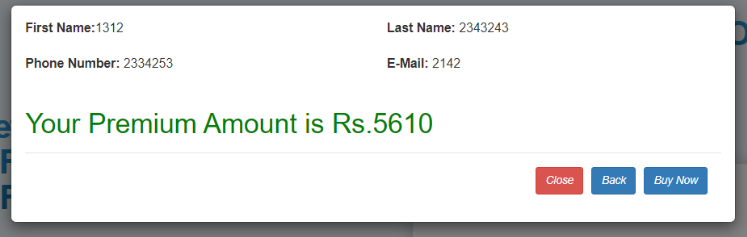 First Name:1312 Last Name: 2343243
Phone Number: 2334253 E-Mail: 2142
Your Premium Amount is Rs.5610
Close Back Buy Now